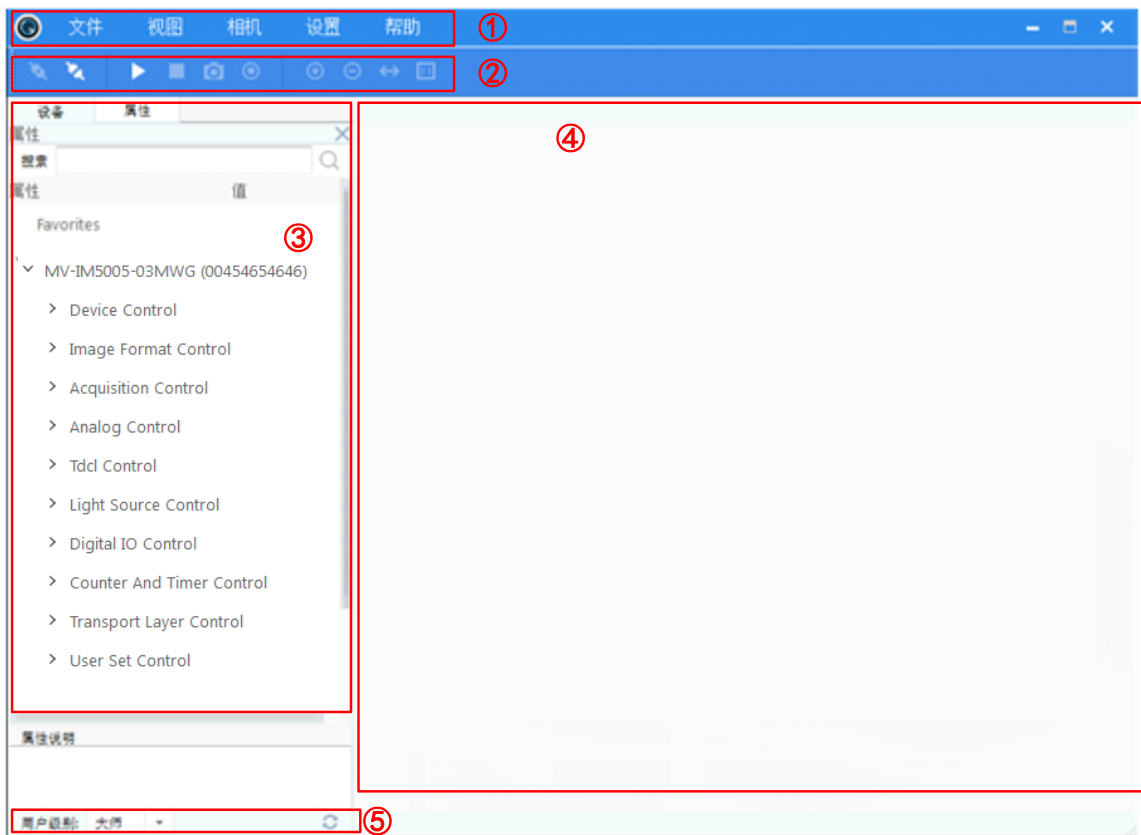 文件 视图 相机 设置 帮助 ①
②
设备 属性
属性
搜索
属性 值
Favorites
③
④
MV-IM5005-03MWG (00454654646)
Device Control
Image Format Control
Acquisition Control
Analog Control
Tdcl Control
Light Source Control
Digital IO Control
Counter And Timer Control
Transport Layer Control
User Set Control
属性说明
用户级别: 大师 ⑤